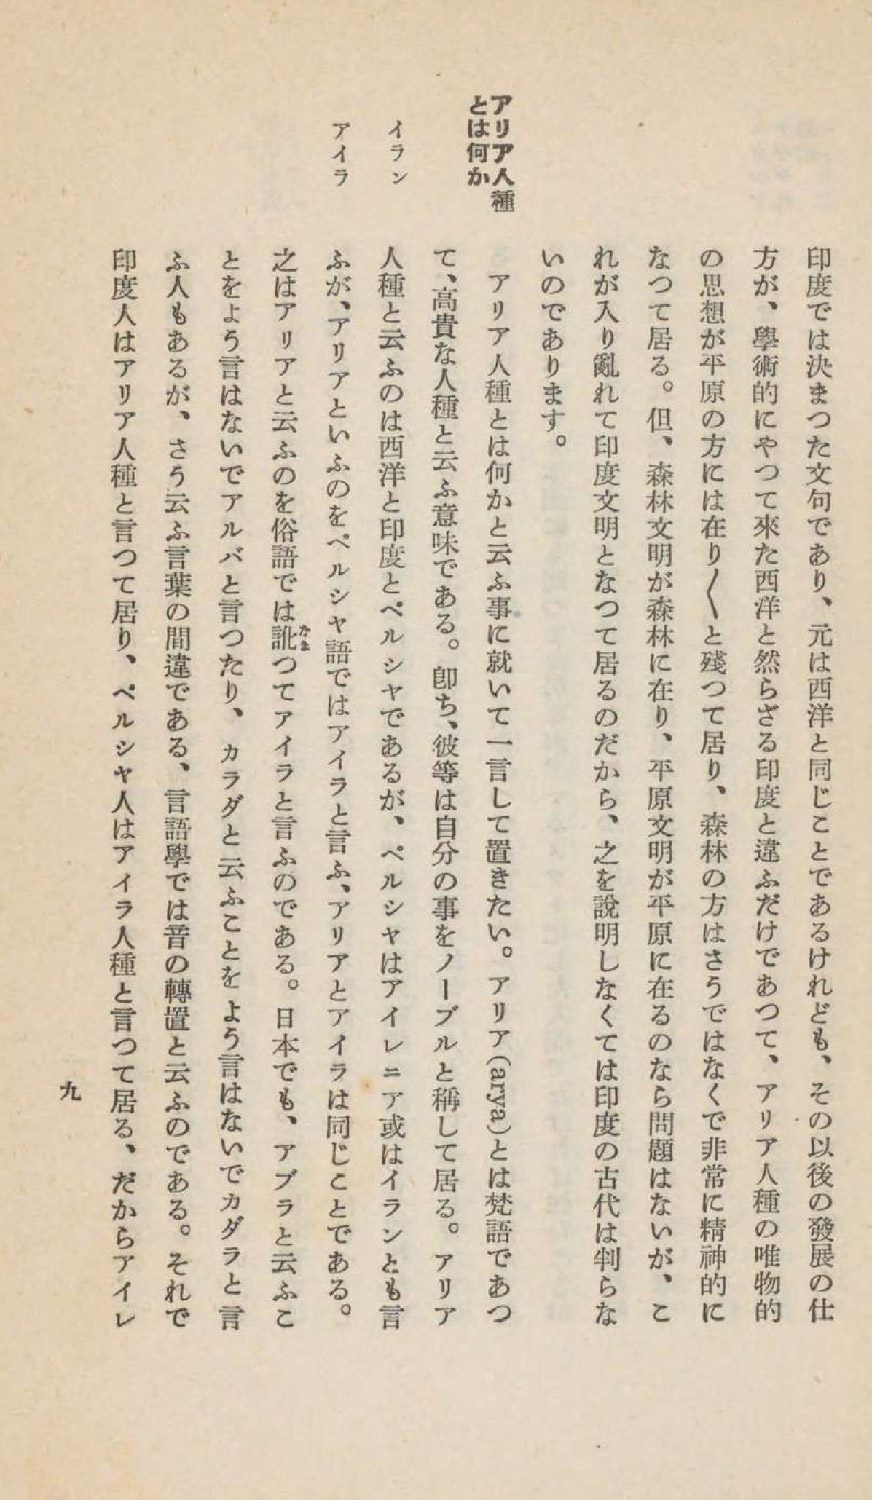 印度では決まつた文句であり、元は西洋と同じことであるけれども、その以後の發展の仕
方が、學術的にやつて來た西洋と然らざる印度と違ふだけであつて、アリア人種の唯物的
の思想が平原の方には在り〱と殘つて居り、森林の方はさうではなくで非常に精神的に
なつて居る。但、森林文明が森林に在り、平原文明が平原に在るのなら問題はないが、こ
れが入り亂れて印度文明となつて居るのだから、之を說明しなくては印度の古代は判らな
いのであります。
アリア人種
とは何か
アリア人種とは何かと云ふ事に就いて一言して置きたい。アリア(arya)とは梵語であつ
て、高貴な人種と云ふ意味である。卽ち、彼等は自分の事をノーブルと稱して居る。アリア
イラン
人種と云ふのは西洋と印度とペルシヤであるが、ペルシヤはアイレニア或はイランとも言
アイラ
ふが、アリアといふのをペルシヤ語ではアイラと言ふ、アリアとアイラは同じことである。
之はアリアと云ふのを俗語では訛つてアイラと言ふのである。日本でも、アブラと云ふこ
とをよう言はないでアルバと言つたり、カラダと云ふことをよう言はないでカダラと言
ふ人もあるが、さう云ふ言葉の間違である、言語學では音の轉置と云ふのである。それで
印度人はアリア人種と言つて居り、ペルシヤ人はアイラ人種と言つて居る、だからアイレ
九